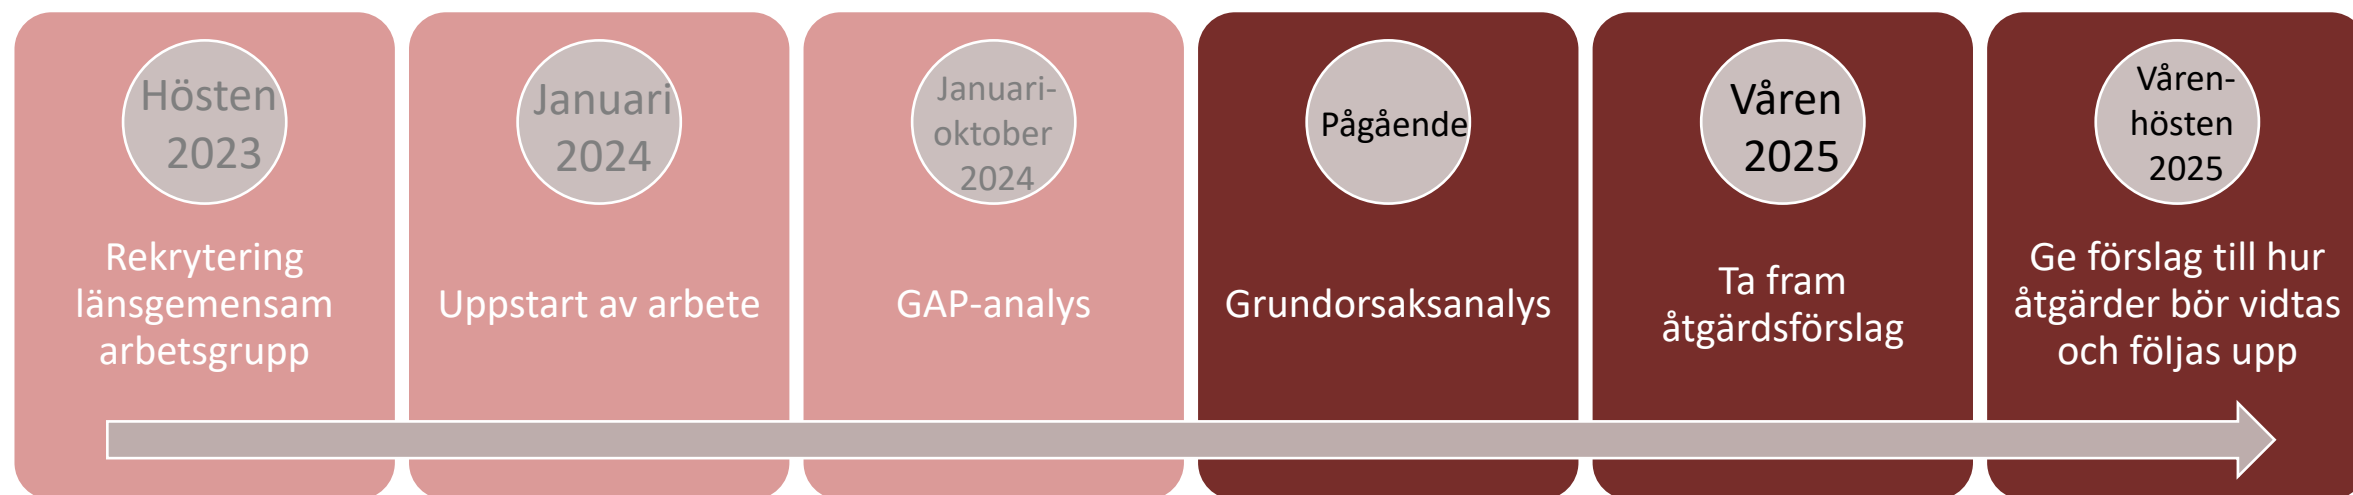 Hösten
2023
Rekrytering
länsgemensam
arbetsgrupp
Januari
2024
Uppstart av arbete
Januari-
oktober
2024
GAP-analys
Pågående
Grundorsaksanalys
Våren
2025
Ta fram
åtgärdsförslag
Våren-
hösten
2025
Ge förslag till hur
åtgärder bör vidtas
och följas upp